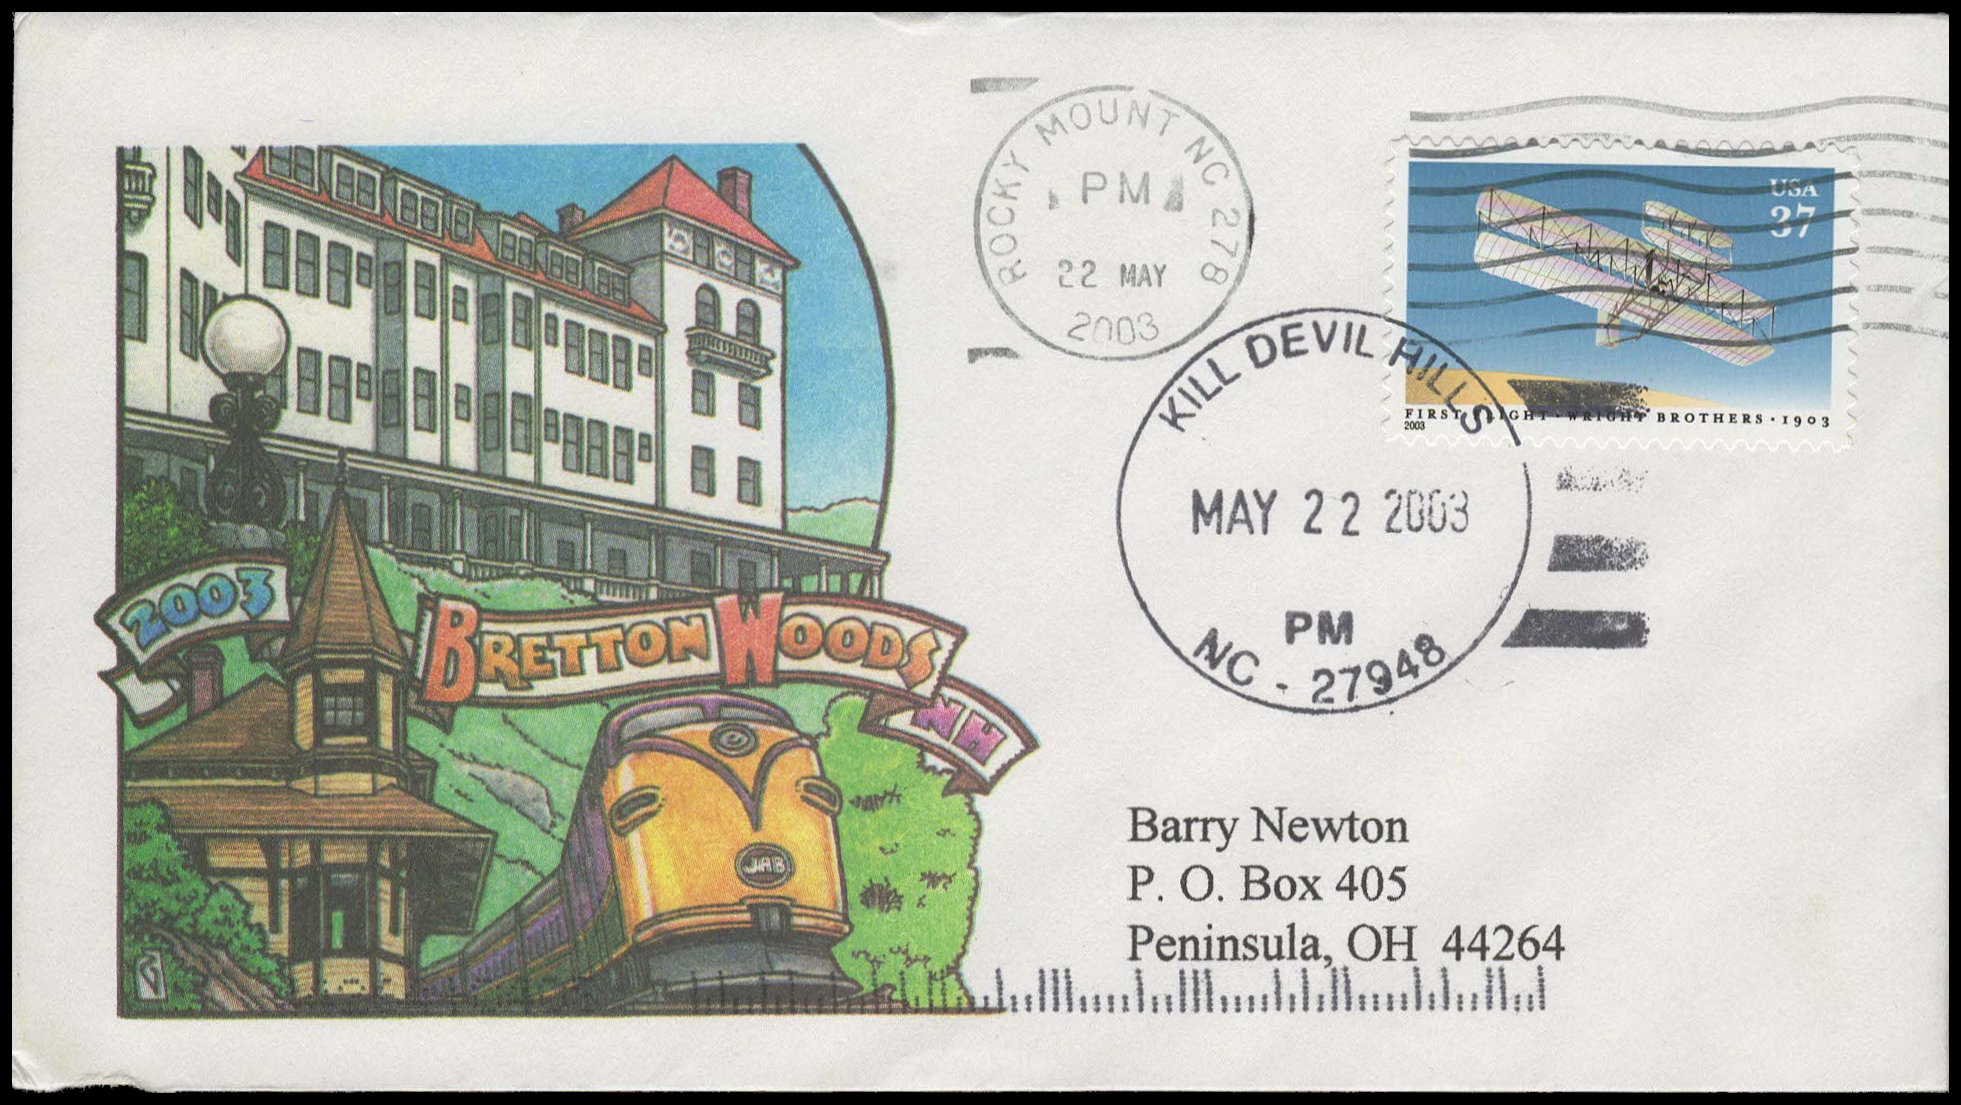 ROCKY MOUNT NC 278
PM
22 MAY
2003
USA
37
FIRST FLIGHT · WRIGHT BROTHERS · 1903
2003
KILL DEVIL HILLS
MAY 22 2003
PM
NC - 27948
2003
BRETTON WOODS
NH
Barry Newton
P. O. Box 405
Peninsula, OH 44264